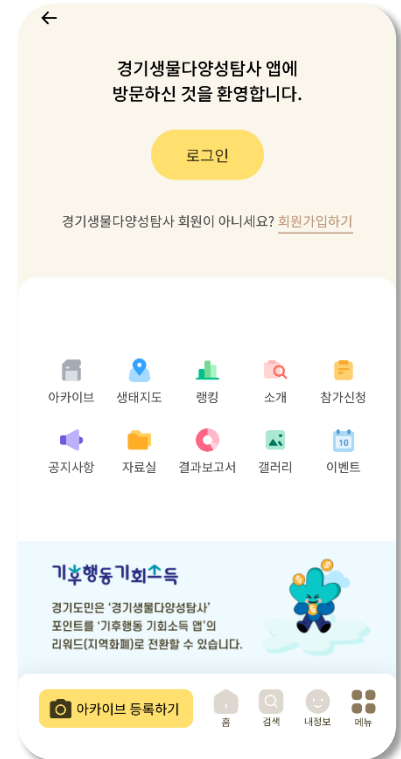 경기생물다양성탐사 앱에
방문하신 것을 환영합니다.
로그인
경기생물다양성탐사 회원이 아니세요? 회원가입하기
아카이브 생태지도 랭킹 소개 참가신청
10
공지사항 자료실 결과보고서 갤러리 이벤트
기후행동 기회소득
경기도민은 '경기생물다양성탐사'
포인트를 '기후행동 기회소득 앱'의
리워드(지역화폐)로 전환할 수 있습니다.
아카이브 등록하기
홈 검색 내정보 메뉴